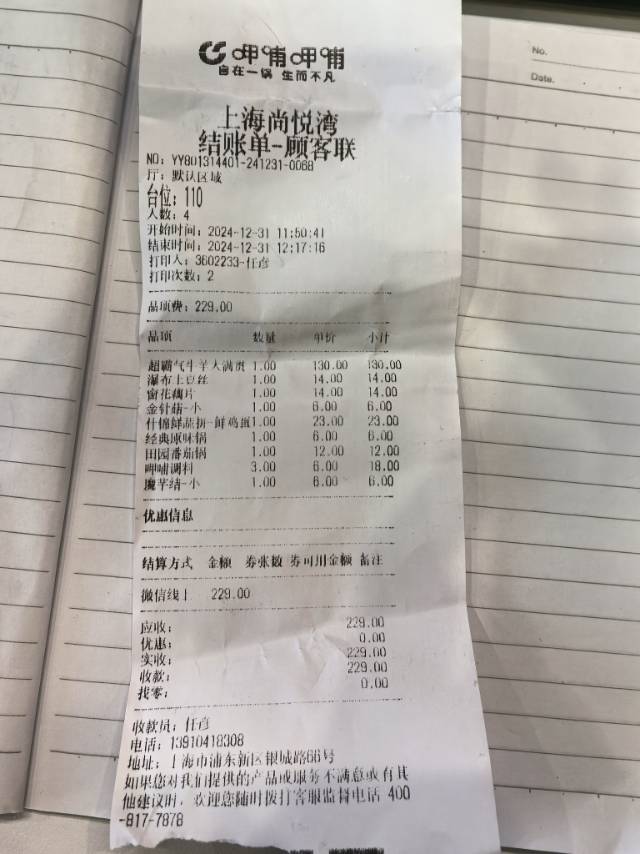 呷哺呷哺
自在一锅 生而不凡
上海尚悦湾
结账单-顾客联
NO: YY801314401-241231-0068
厅: 默认区域
台位: 110
人数: 4
开始时间: 2024-12-31 11:50:41
结束时间: 2024-12-31 12:17:16
打印人: 3602233-任彦
打印次数: 2
品项费: 229.00
品项 数量 单价 小计
超霸气牛羊大满贯 1.00 130.00 130.00
瀑布土豆丝 1.00 14.00 14.00
窗花藕片 1.00 14.00 14.00
金针菇-小 1.00 6.00 6.00
什锦鲜蔬拼-鲜鸡蛋1.00 23.00 23.00
经典原味锅 1.00 6.00 6.00
田园番茄锅 1.00 12.00 12.00
呷哺调料 3.00 6.00 18.00
魔芋结-小 1.00 6.00 6.00
优惠信息
结算方式 金额 券张数 券可用金额 备注
微信线上 229.00
应收: 229.00
优惠: 0.00
实收: 229.00
收款: 229.00
找零: 0.00
收款员: 任彦
电话: 13910418308
地址: 上海市浦东新区银城路66号
如果您对我们提供的产品或服务不满意或有其
他建议时, 欢迎您随时拨打客服监督电话 400
-817-7878
No.
Date.